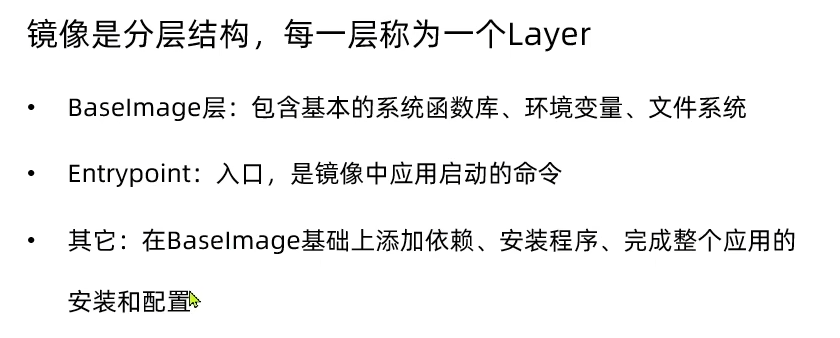 镜像是分层结构，每一层称为一个Layer
• BaseImage层：包含基本的系统函数库、环境变量、文件系统
• Entrypoint：入口，是镜像中应用启动的命令
• 其它：在BaseImage基础上添加依赖、安装程序、完成整个应用的
安装和配置